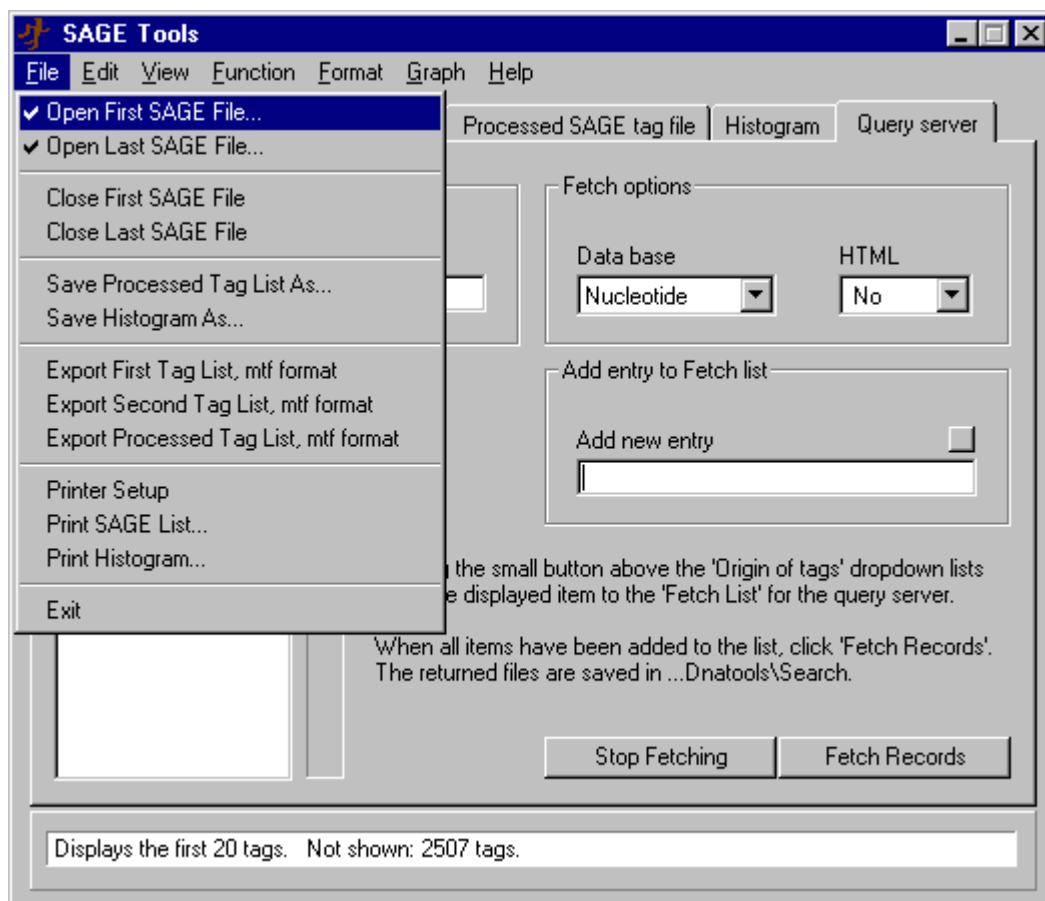 SAGE Tools
File Edit View Function Format Graph Help
Open First SAGE File...
Open Last SAGE File...
Close First SAGE File
Close Last SAGE File
Save Processed Tag List As...
Save Histogram As...
Export First Tag List, mtf format
Export Second Tag List, mtf format
Export Processed Tag List, mtf format
Printer Setup
Print SAGE List...
Print Histogram...
Exit
Processed SAGE tag file Histogram Query server
Fetch options
Data base HTML
Nucleotide No
Add entry to Fetch list
Add new entry
the small button above the 'Origin of tags' dropdown lists
displayed item to the 'Fetch List' for the query server.
When all items have been added to the list, click 'Fetch Records'.
The returned files are saved in ...Dnatools\Search.
Stop Fetching Fetch Records
Displays the first 20 tags. Not shown: 2507 tags.